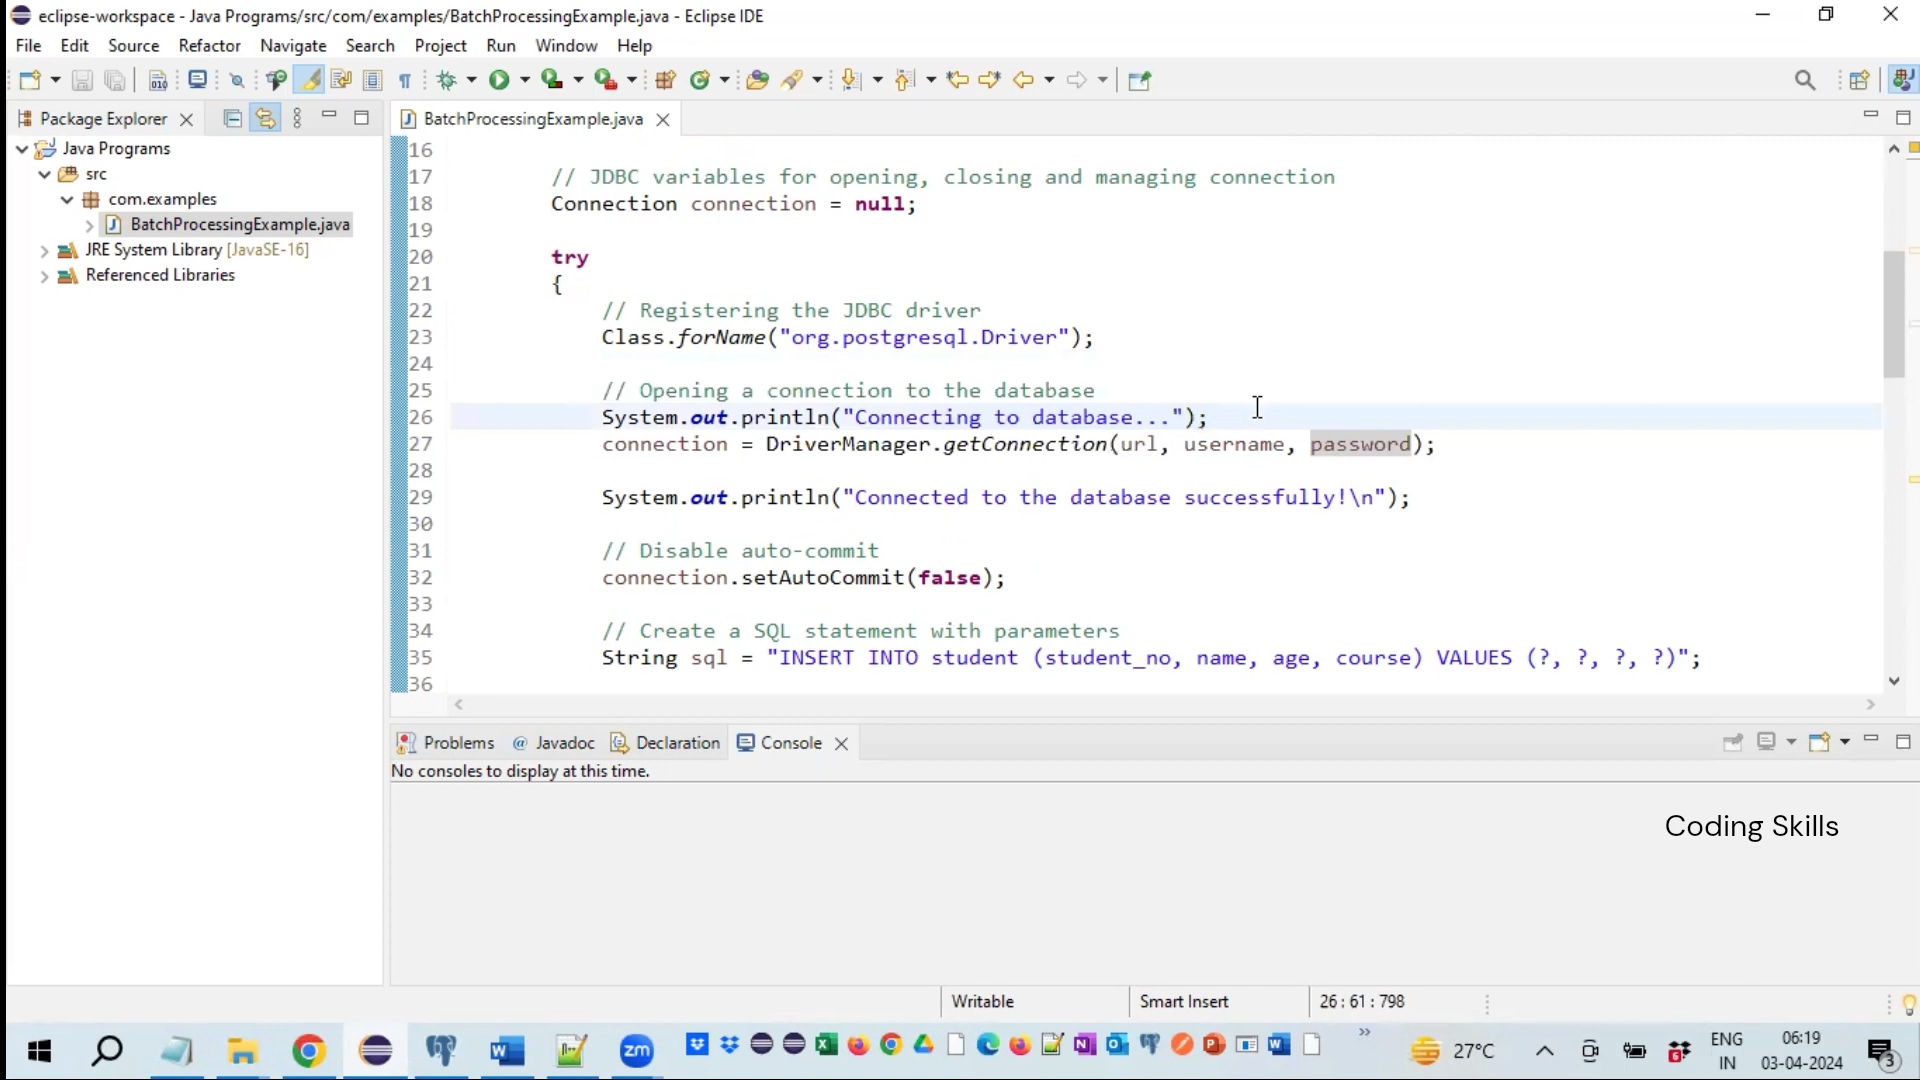 eclipse-workspace - Java Programs/src/com/examples/BatchProcessingExample.java - Eclipse IDE
File Edit Source Refactor Navigate Search Project Run Window Help
Package Explorer
BatchProcessingExample.java
Java Programs
src
com.examples
BatchProcessingExample.java
JRE System Library [JavaSE-16]
Referenced Libraries
16
17 // JDBC variables for opening, closing and managing connection
18 Connection connection = null;
19
20 try
21 {
22 // Registering the JDBC driver
23 Class.forName("org.postgresql.Driver");
24
25 // Opening a connection to the database
26 System.out.println("Connecting to database...");
27 connection = DriverManager.getConnection(url, username, password);
28
29 System.out.println("Connected to the database successfully!\n");
30
31 // Disable auto-commit
32 connection.setAutoCommit(false);
33
34 // Create a SQL statement with parameters
35 String sql = "INSERT INTO student (student_no, name, age, course) VALUES (?, ?, ?, ?)";
36
Problems @ Javadoc Declaration Console
No consoles to display at this time.
Coding Skills
Writable Smart Insert 26 : 61 : 798
zm
27°C
ENG
IN
06:19
03-04-2024
3